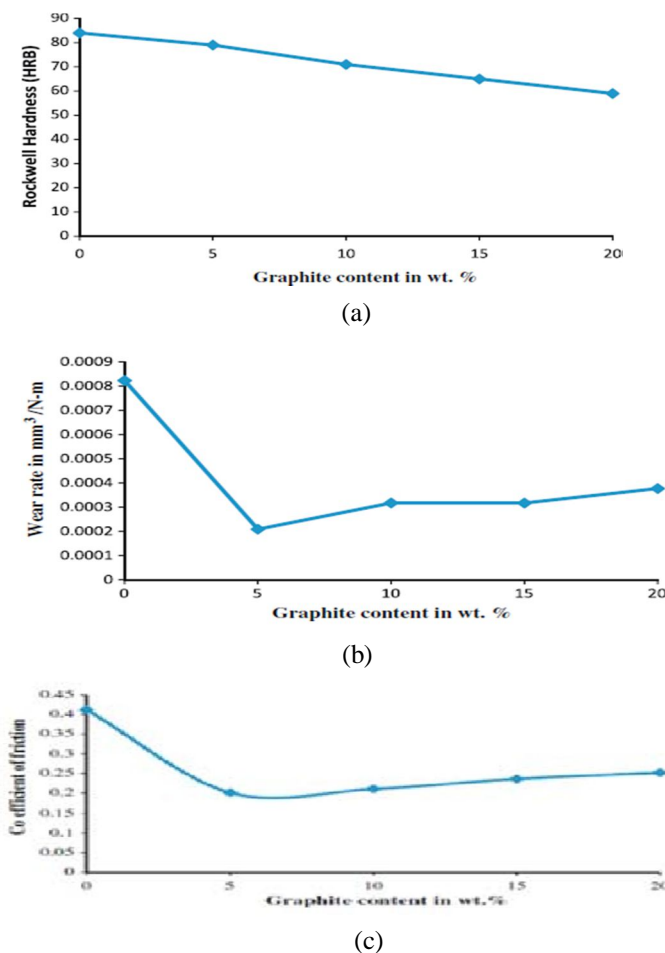 90
80
70
60
50
40
30
20
10
0
Rockwell Hardness (HRB)
0 5 10 15 20
Graphite content in wt. %
(a)
0.0009
0.0008
0.0007
0.0006
0.0005
0.0004
0.0003
0.0002
0.0001
0
Wear rate in mm³/N-m
0 5 10 15 20
Graphite content in wt. %
(b)
0.45
0.4
0.35
0.3
0.25
0.2
0.15
0.1
0.05
0
Co efficient of friction
0 5 10 15 20
Graphite content in wt.%
(c)